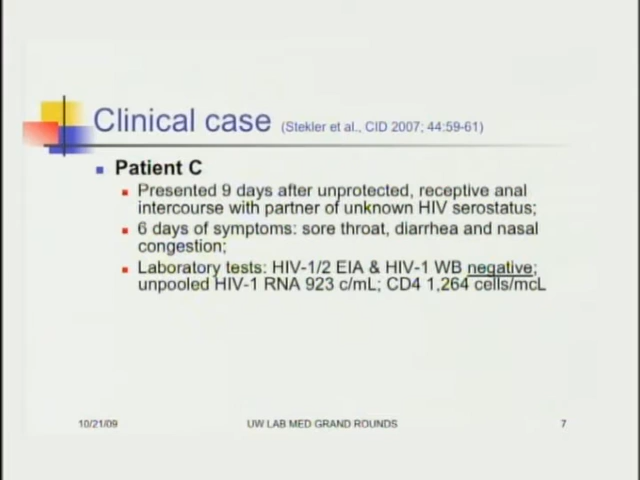 Clinical case (Stekler et al., CID 2007; 44:59-61)
Patient C
Presented 9 days after unprotected, receptive anal
intercourse with partner of unknown HIV serostatus;
6 days of symptoms: sore throat, diarrhea and nasal
congestion;
Laboratory tests: HIV-1/2 EIA & HIV-1 WB negative;
unpooled HIV-1 RNA 923 c/mL; CD4 1,264 cells/mcL
10/21/09
UW LAB MED GRAND ROUNDS
7